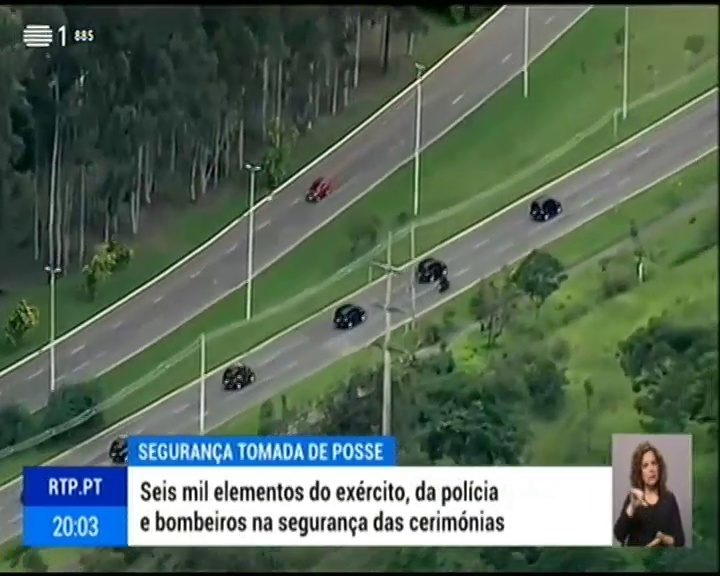 1 885
SEGURANÇA TOMADA DE POSSE
RTP.PT
Seis mil elementos do exército, da polícia
20:03
e bombeiros na segurança das cerimónias